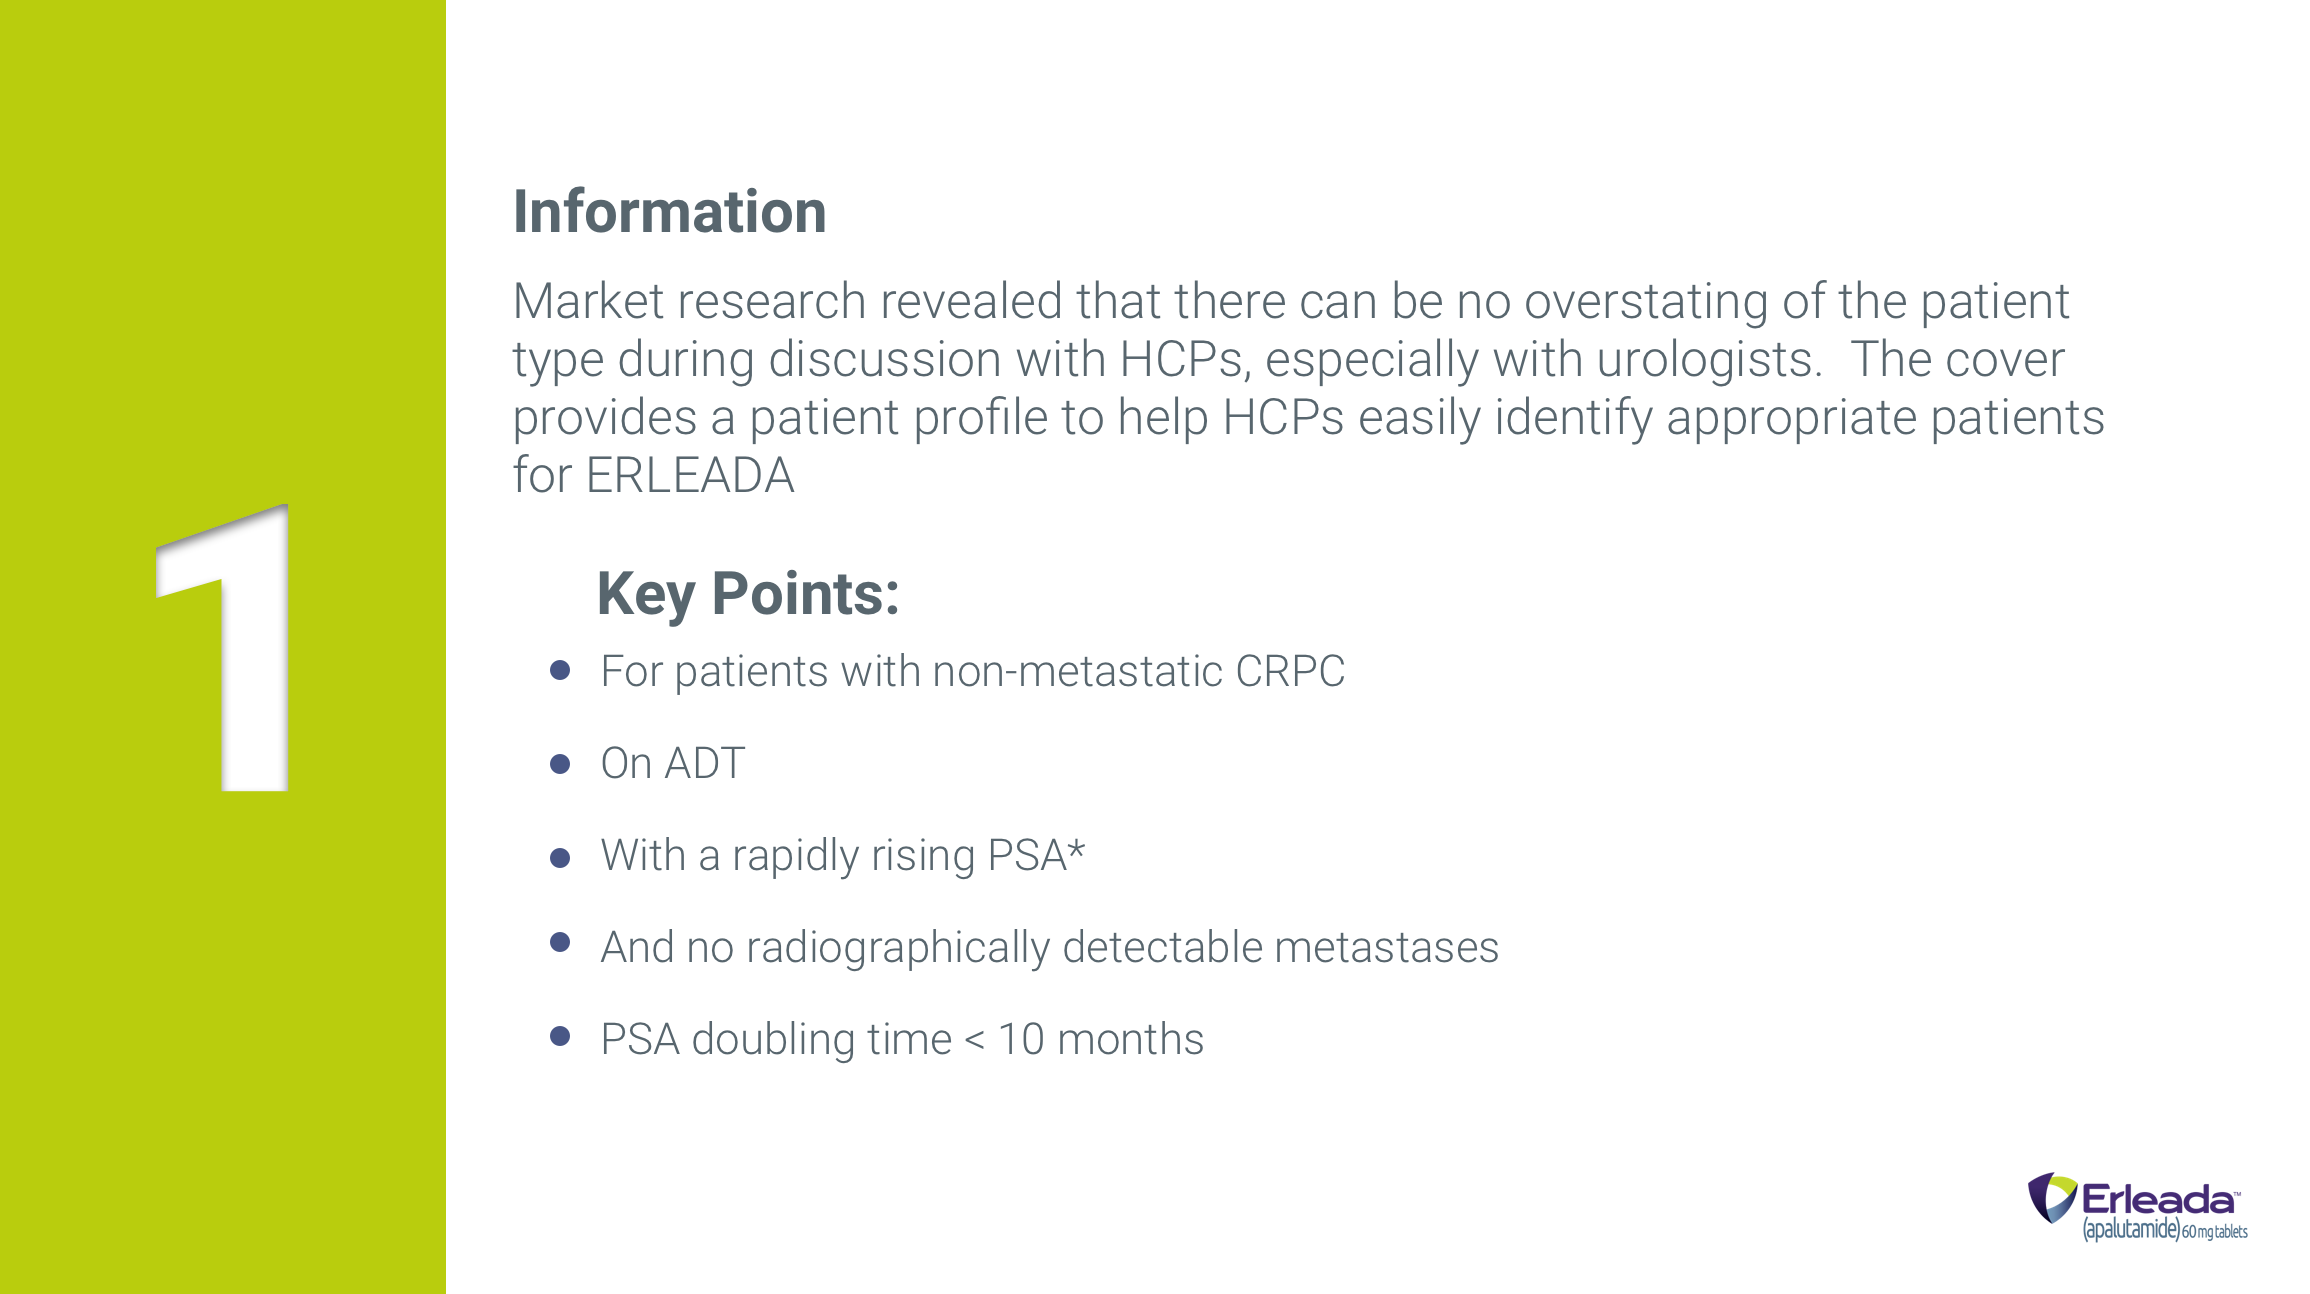 1
Information
Market research revealed that there can be no overstating of the patient
type during discussion with HCPs, especially with urologists.  The cover
provides a patient profile to help HCPs easily identify appropriate patients
for ERLEADA
Key Points:
● For patients with non-metastatic CRPC
● On ADT
● With a rapidly rising PSA*
● And no radiographically detectable metastases
● PSA doubling time < 10 months
Erleada™
(apalutamide) 60 mg tablets